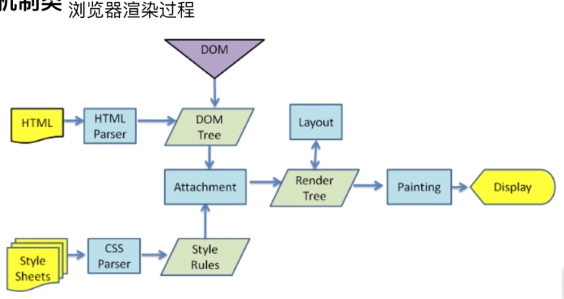 机制类 浏览器渲染过程
DOM
HTML
HTML
Parser
DOM
Tree
Layout
Attachment
Render
Tree
Painting
Display
Style
Sheets
CSS
Parser
Style
Rules